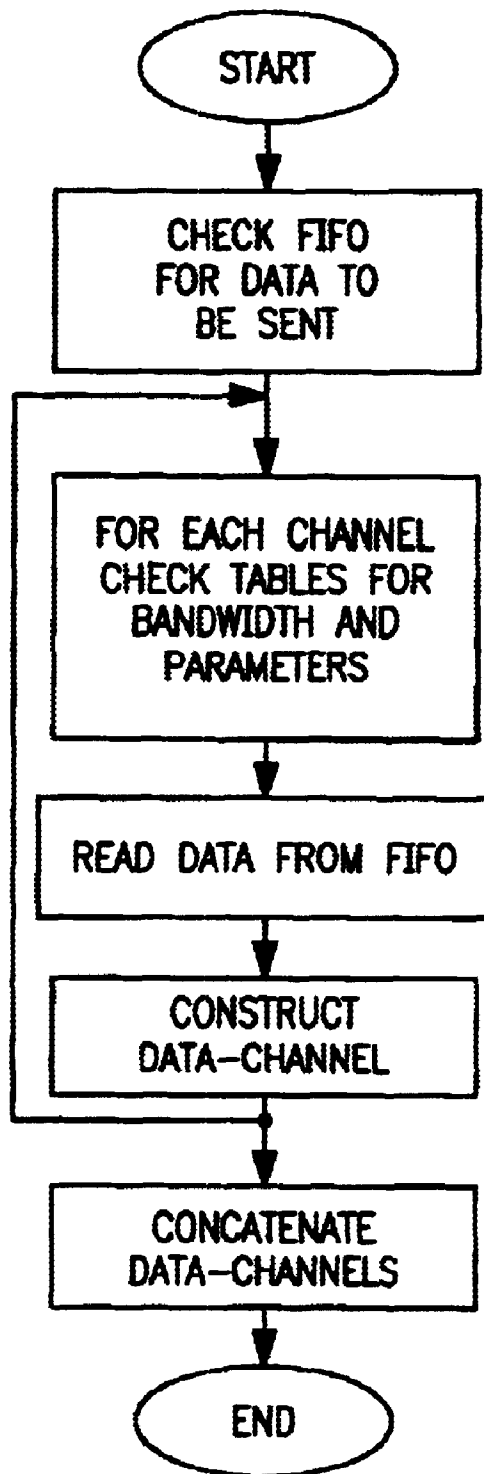 START
CHECK FIFO
FOR DATA TO
BE SENT
FOR EACH CHANNEL
CHECK TABLES FOR
BANDWIDTH AND
PARAMETERS
READ DATA FROM FIFO
CONSTRUCT
DATA-CHANNEL
CONCATENATE
DATA-CHANNELS
END